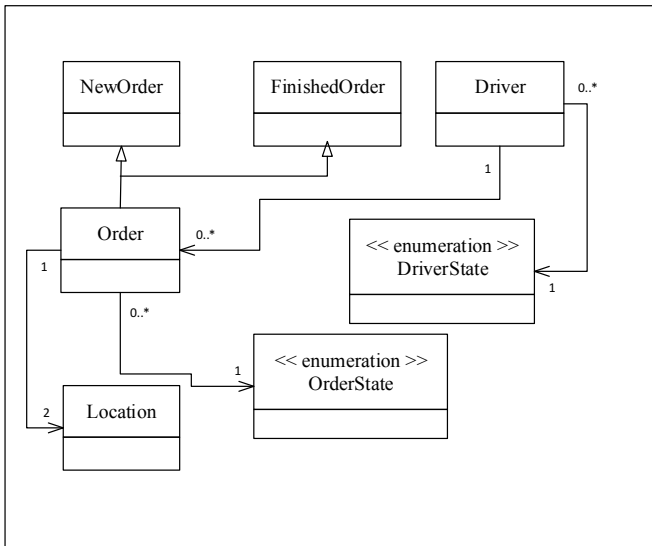 NewOrder
FinishedOrder
Driver
0..*
1
Order
0..*
1
<< enumeration >>
DriverState
1
0..*
<< enumeration >>
OrderState
1
Location
2